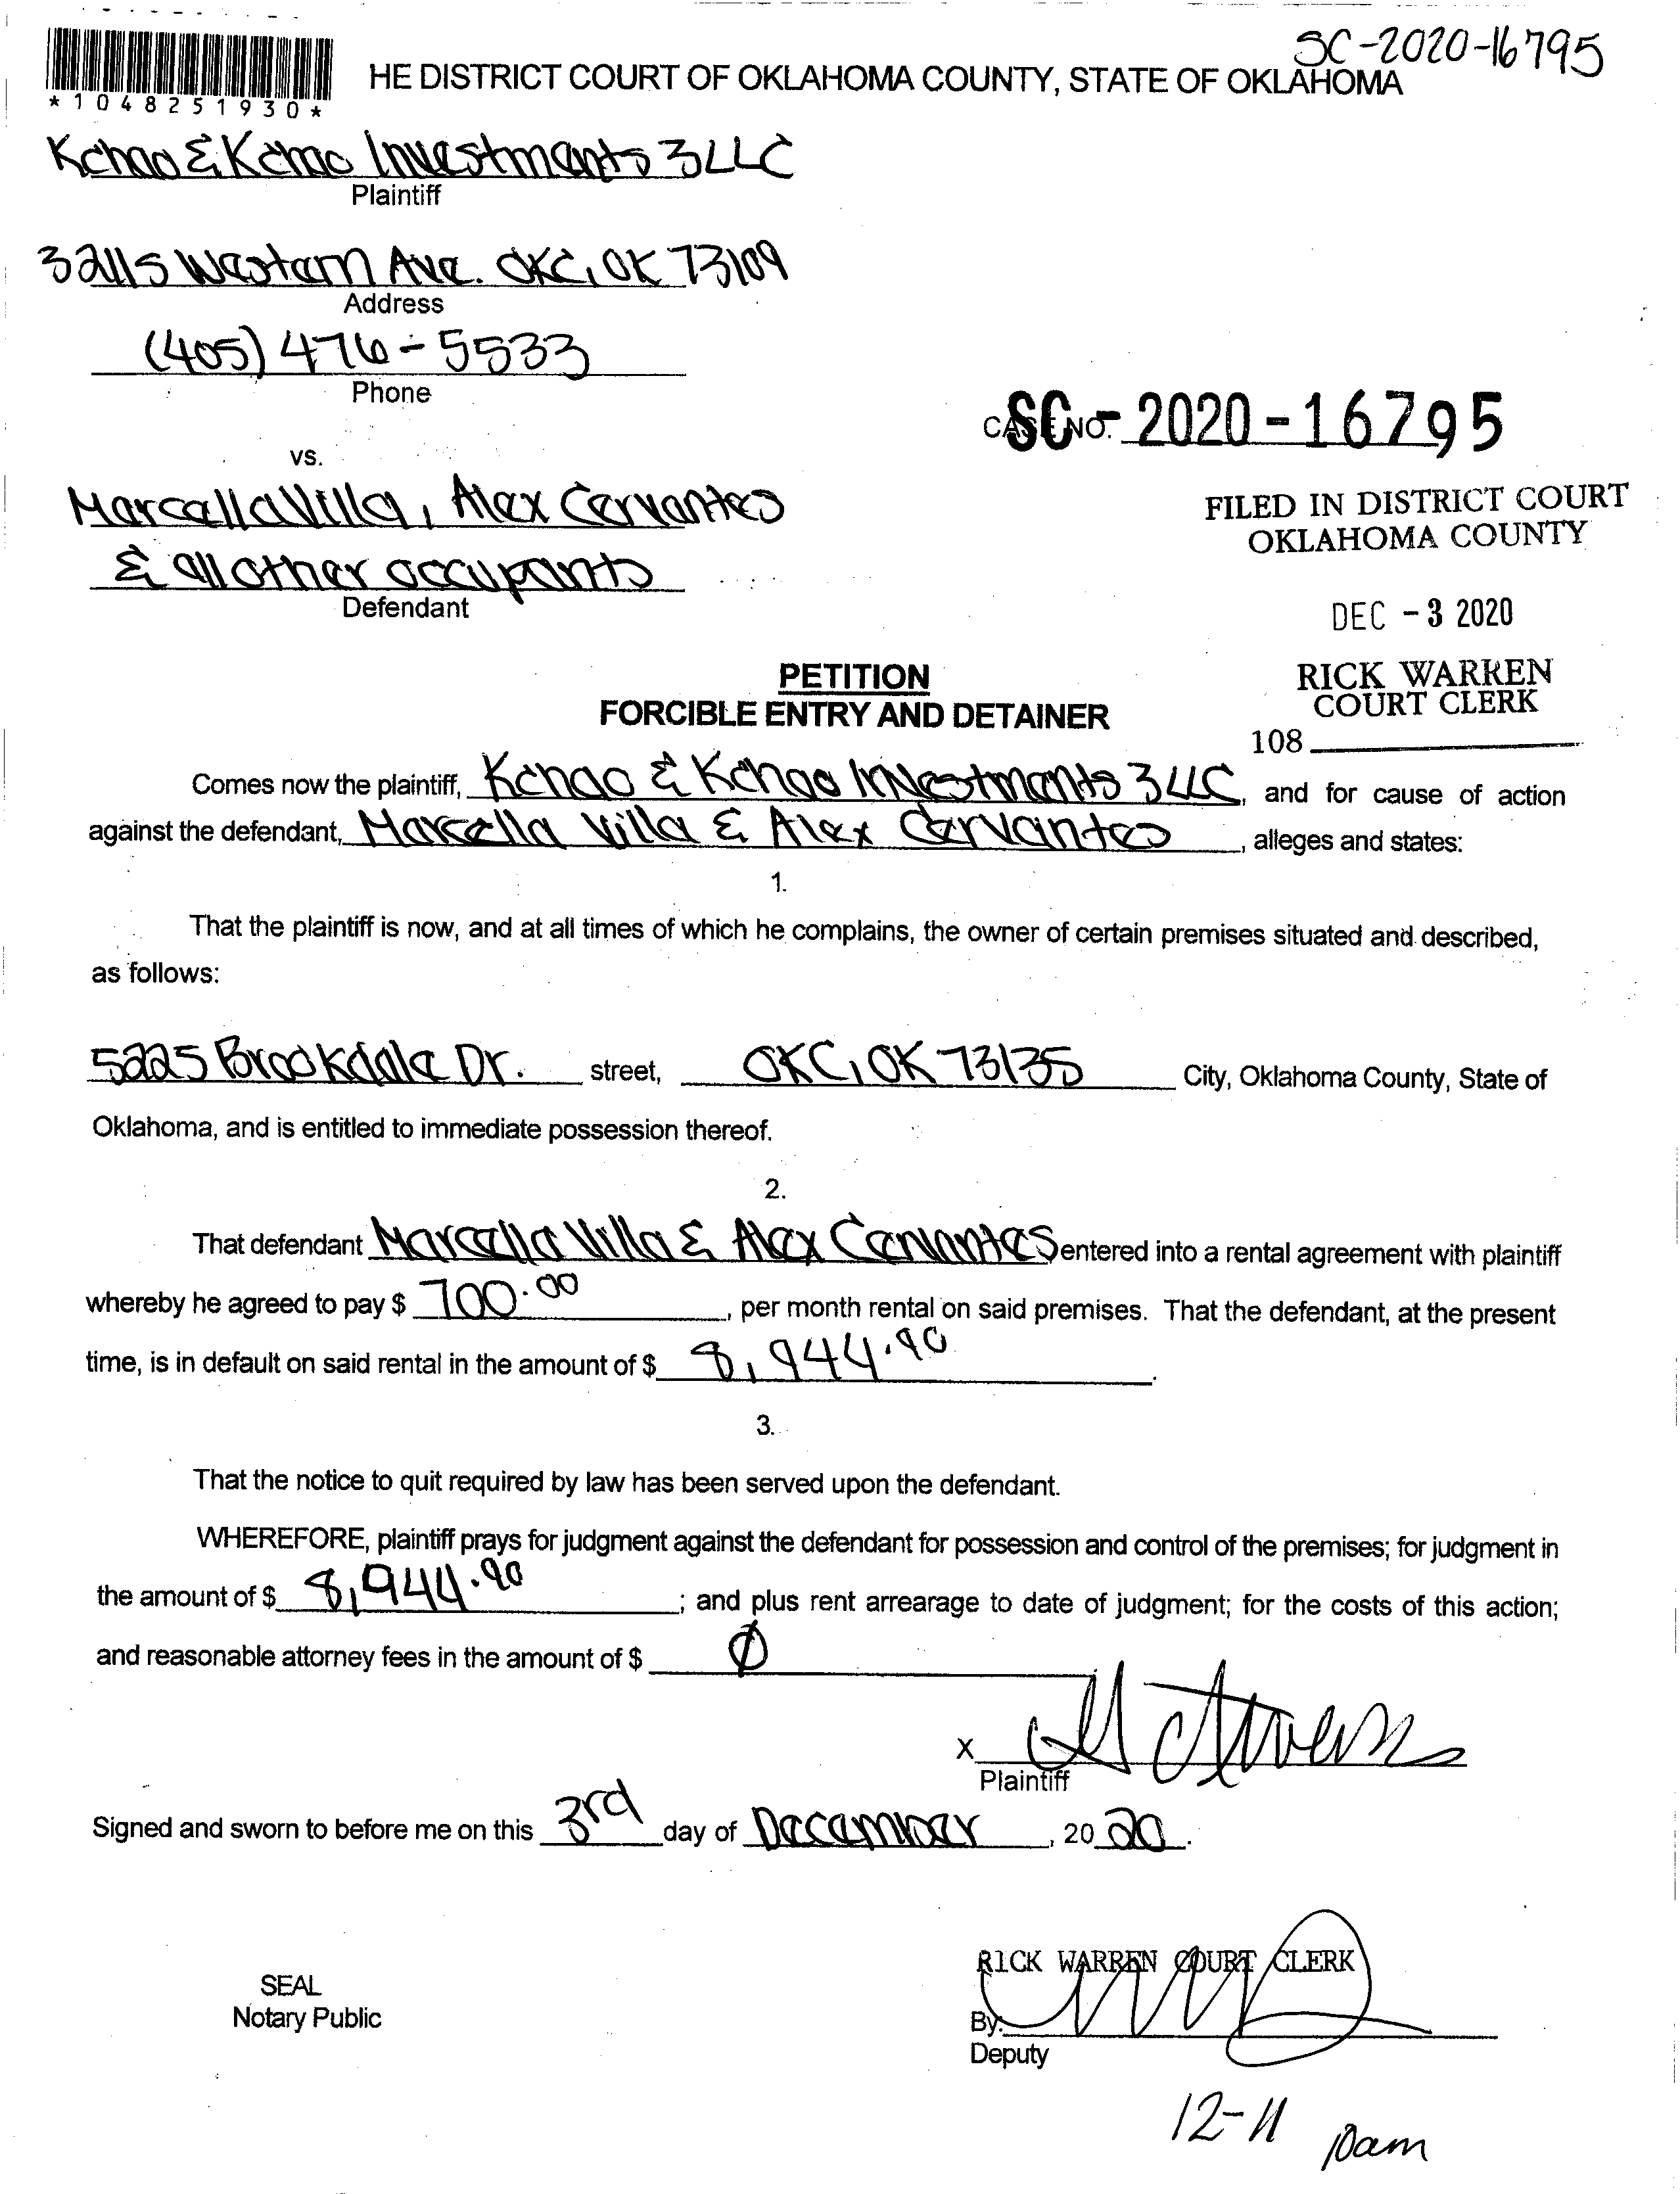 SC-2020-16795
HE DISTRICT COURT OF OKLAHOMA COUNTY, STATE OF OKLAHOMA
*1048251930*
Kchao & Kchao Investments 3 LLC
Plaintiff
3211 S Western Ave. OKC, OK 73109
Address
(405) 476-5533
Phone
CASE NO. SC-2020-16795
vs.
Marcella Villa, Alex Cervantes
& all other occupants
Defendant
FILED IN DISTRICT COURT
OKLAHOMA COUNTY
DEC -3 2020
RICK WARREN
COURT CLERK
108
PETITION
FORCIBLE ENTRY AND DETAINER
Comes now the plaintiff, Kchao & Kchao Investments 3 LLC, and for cause of action
against the defendant, Marcella Villa & Alex Cervantes, alleges and states:
1.
That the plaintiff is now, and at all times of which he complains, the owner of certain premises situated and described,
as follows:
5225 Brookdale Dr. street, OKC, OK 73135 City, Oklahoma County, State of
Oklahoma, and is entitled to immediate possession thereof.
2.
That defendant Marcella Villa & Alex Cervantes entered into a rental agreement with plaintiff
whereby he agreed to pay $ 700.00, per month rental on said premises. That the defendant, at the present
time, is in default on said rental in the amount of $ 8,944.90.
3.
That the notice to quit required by law has been served upon the defendant.
WHEREFORE, plaintiff prays for judgment against the defendant for possession and control of the premises; for judgment in
the amount of $ 8,944.90; and plus rent arrearage to date of judgment; for the costs of this action;
and reasonable attorney fees in the amount of $ Ø
X
Plaintiff
Signed and sworn to before me on this 3rd day of December, 2020.
SEAL
Notary Public
RICK WARREN COURT CLERK
By:
Deputy
12-11 10am